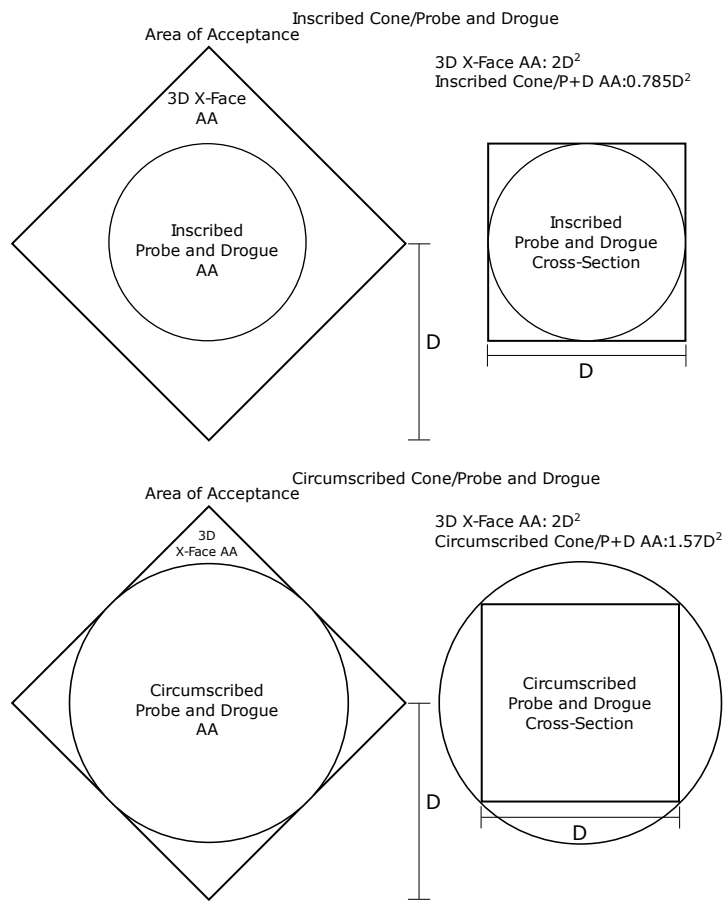 Inscribed Cone/Probe and Drogue
Area of Acceptance
3D X-Face AA: 2D²
Inscribed Cone/P+D AA:0.785D²
3D X-Face
AA
Inscribed
Probe and Drogue
AA
D
Inscribed
Probe and Drogue
Cross-Section
D
Circumscribed Cone/Probe and Drogue
Area of Acceptance
3D X-Face AA: 2D²
Circumscribed Cone/P+D AA:1.57D²
3D
X-Face AA
Circumscribed
Probe and Drogue
AA
D
Circumscribed
Probe and Drogue
Cross-Section
D